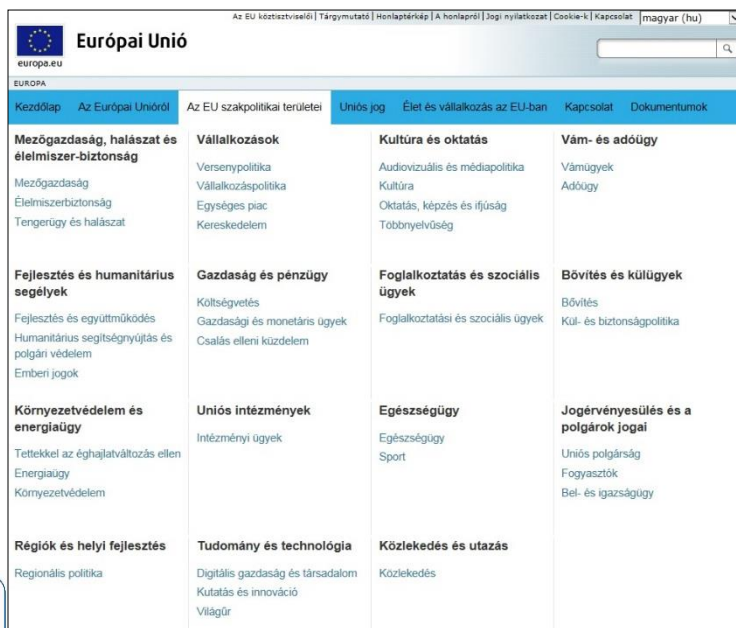 Az EU köztisztviselői | Tárgymutató | Honlaptérkép | A honlapról | Jogi nyilatkozat | Cookie-k | Kapcsolat magyar (hu)
Európai Unió
europa.eu
EUROPA
Kezdőlap Az Európai Unióról Az EU szakpolitikai területei Uniós jog Élet és vállalkozás az EU-ban Kapcsolat Dokumentumok
Mezőgazdaság, halászat és
élelmiszer-biztonság
Mezőgazdaság
Élelmiszerbiztonság
Tengerügy és halászat
Vállalkozások
Versenypolitika
Vállalkozáspolitika
Egységes piac
Kereskedelem
Kultúra és oktatás
Audiovizuális és médiapolitika
Kultúra
Oktatás, képzés és ifjúság
Többnyelvűség
Vám- és adóügy
Vámügyek
Adóügy
Fejlesztés és humanitárius
segélyek
Fejlesztés és együttműködés
Humanitárius segítségnyújtás és
polgári védelem
Emberi jogok
Gazdaság és pénzügy
Költségvetés
Gazdasági és monetáris ügyek
Csalás elleni küzdelem
Foglalkoztatás és szociális
ügyek
Foglalkoztatási és szociális ügyek
Bővítés és külügyek
Bővítés
Kül- és biztonságpolitika
Környezetvédelem és
energiaügy
Tettekkel az éghajlatváltozás ellen
Energiaügy
Környezetvédelem
Uniós intézmények
Intézményi ügyek
Egészségügy
Egészségügy
Sport
Jogérvényesülés és a
polgárok jogai
Uniós polgárság
Fogyasztók
Bel- és igazságügy
Régiók és helyi fejlesztés
Regionális politika
Tudomány és technológia
Digitális gazdaság és társadalom
Kutatás és innováció
Világűr
Közlekedés és utazás
Közlekedés